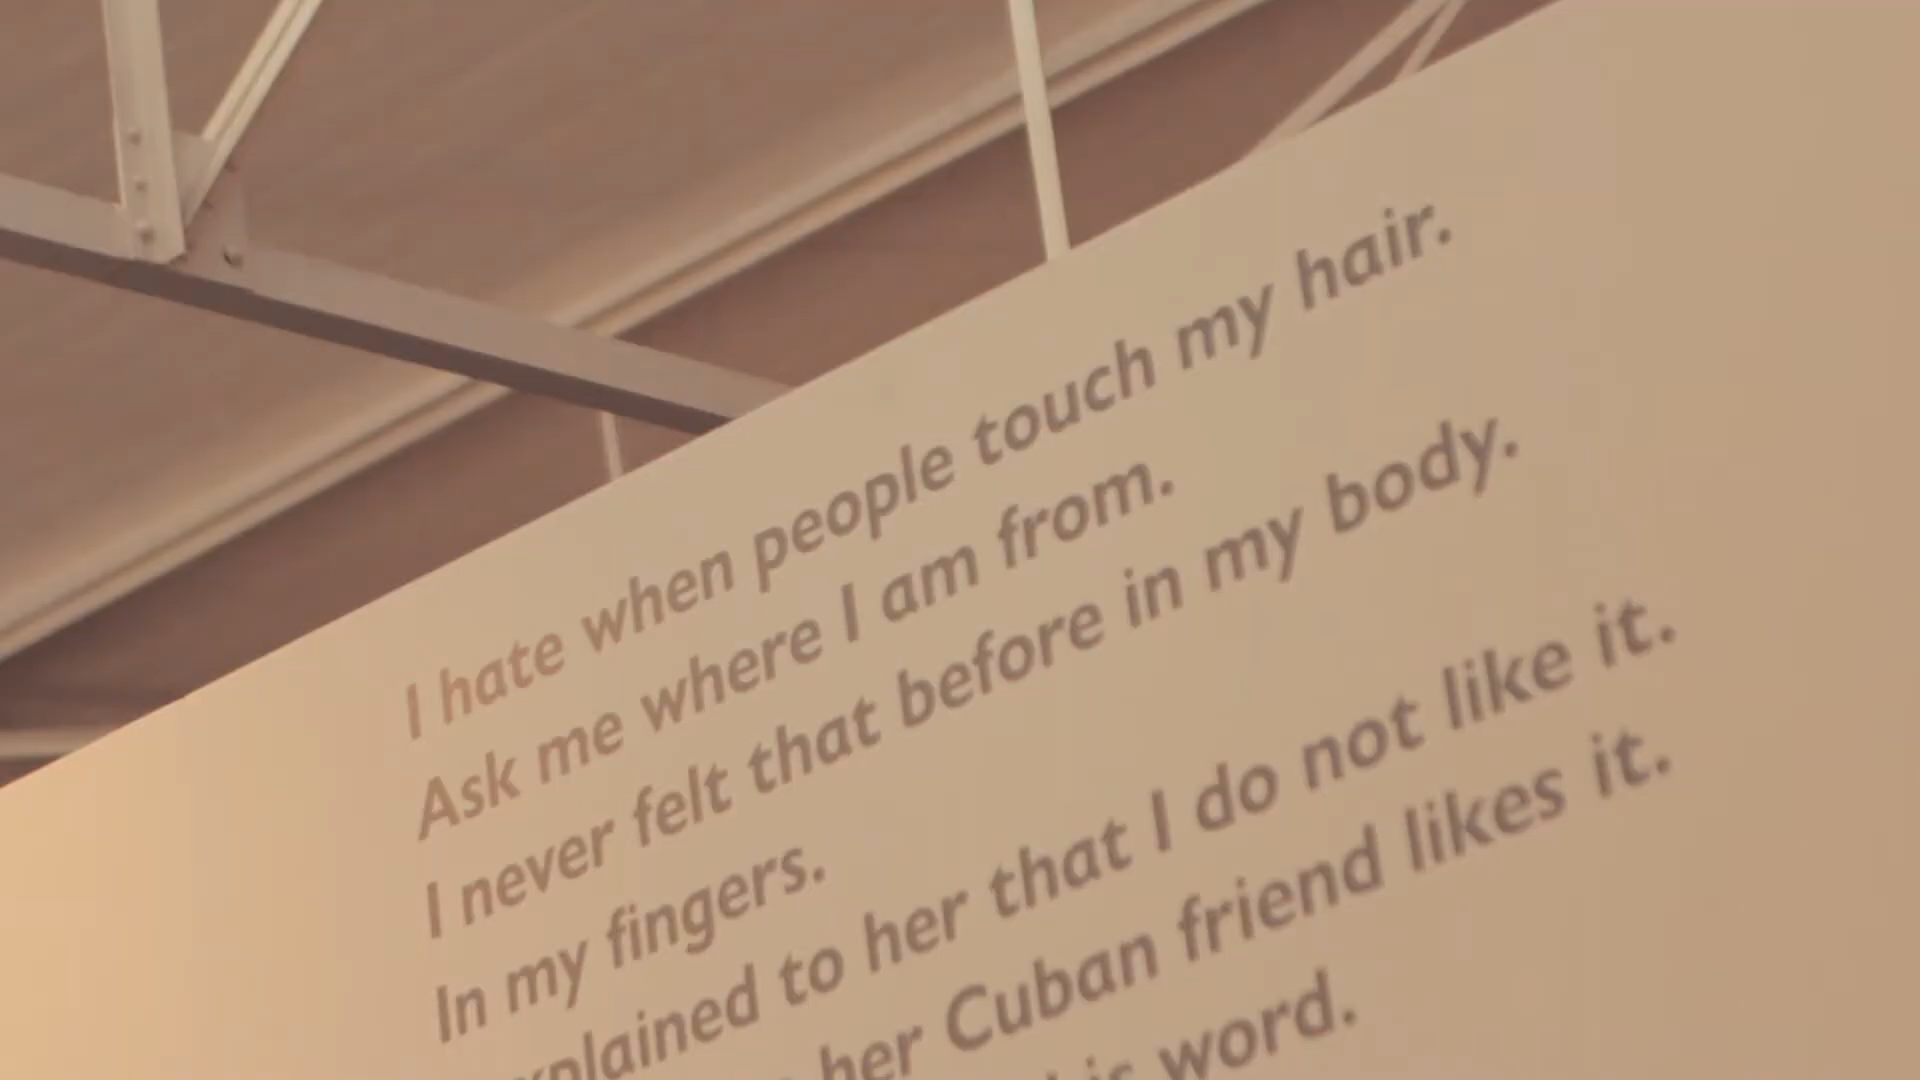 I hate when people touch my hair.
Ask me where I am from.
I never felt that before in my body.
In my fingers.
to her that I do not like it.
her Cuban friend likes it.
word.